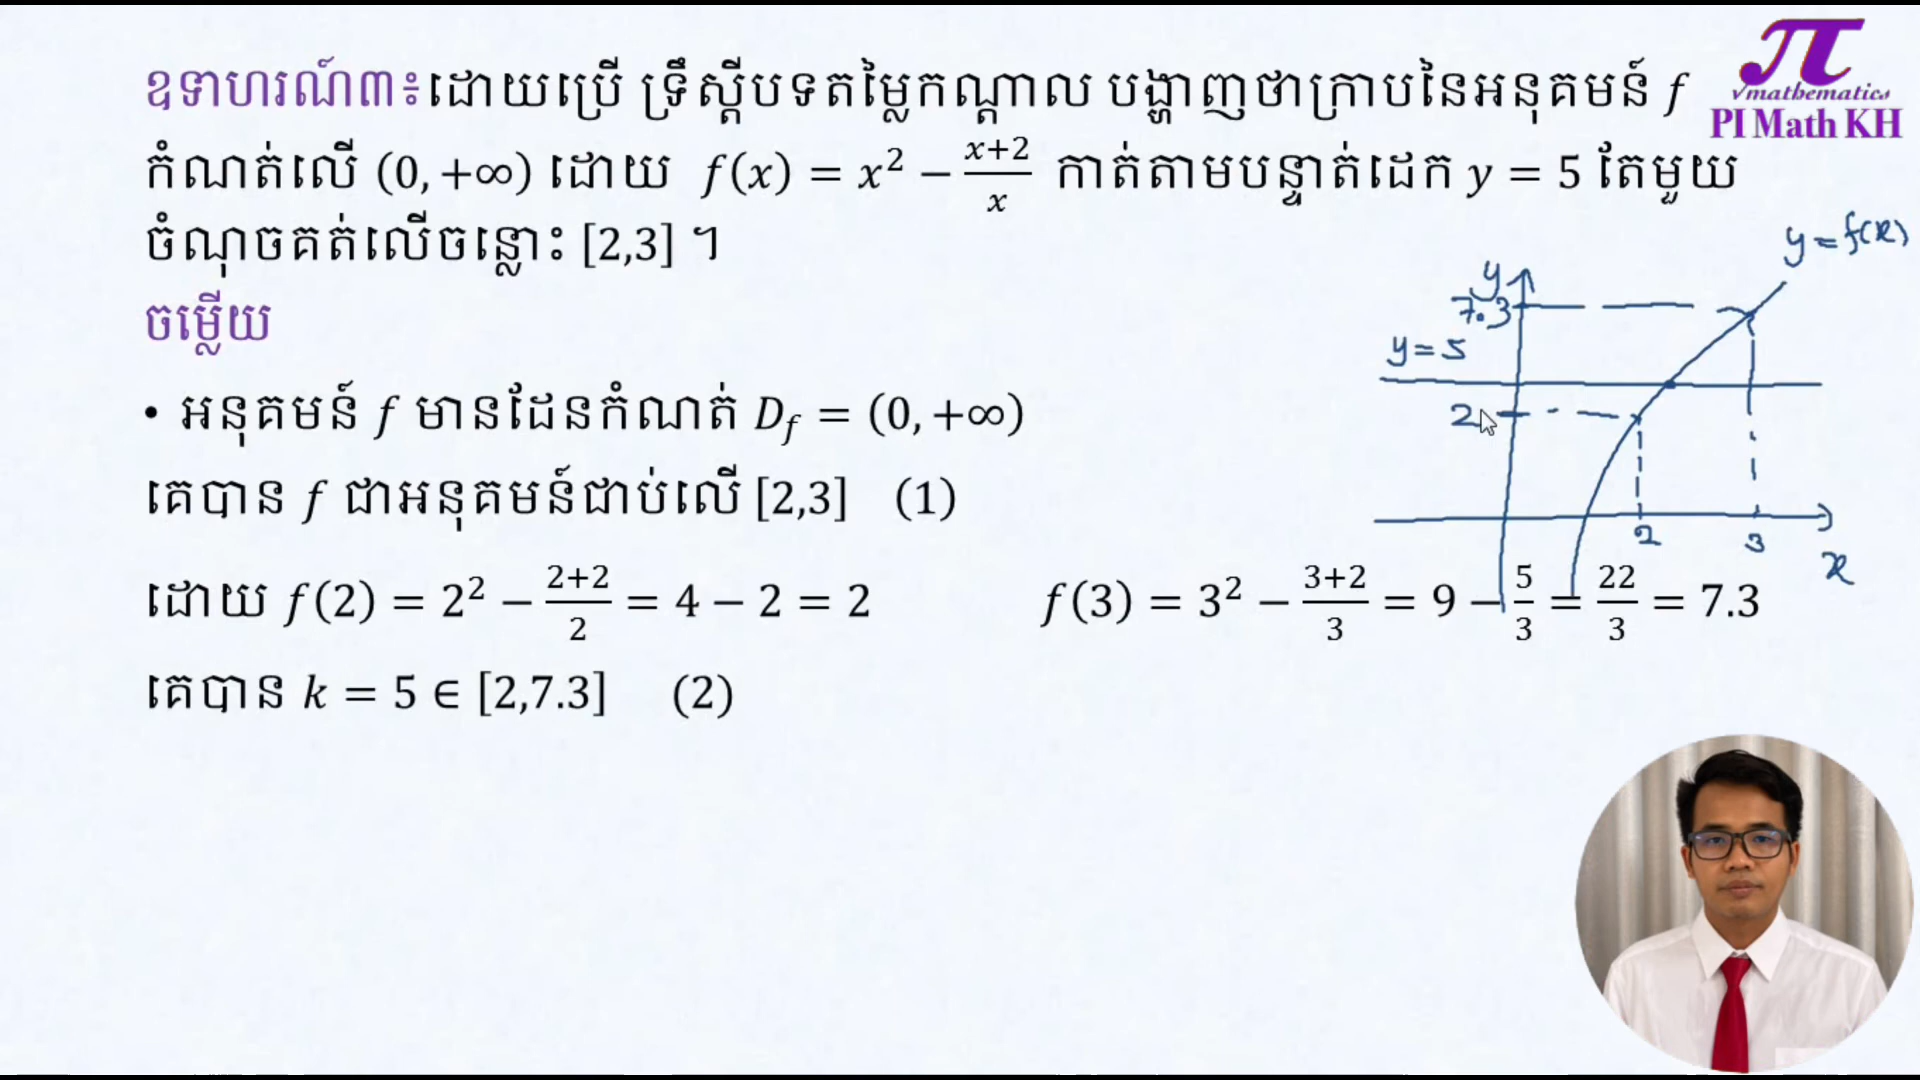 ឧទាហរណ៍៣៖ដោយប្រើ ទ្រឹស្តីបទតម្លៃកណ្តាល បង្ហាញថាក្រាបនៃអនុគមន៍ f
កំណត់លើ (0, +∞) ដោយ f(x) = x² − (x+2)/x កាត់តាមបន្ទាត់ដេក y = 5 តែមួយ
ចំណុចគត់លើចន្លោះ [2,3] ។
ចម្លើយ
• អនុគមន៍ f មានដែនកំណត់ D_f = (0, +∞)
គេបាន f ជាអនុគមន៍ជាប់លើ [2,3] (1)
ដោយ f(2) = 2² − (2+2)/2 = 4 − 2 = 2 f(3) = 3² − (3+2)/3 = 9 − 5/3 = 22/3 = 7.3
គេបាន k = 5 ∈ [2,7.3] (2)
π
√mathematics
PI Math KH
y = f(x)
y
7.3
y = 5
2
2 3
x